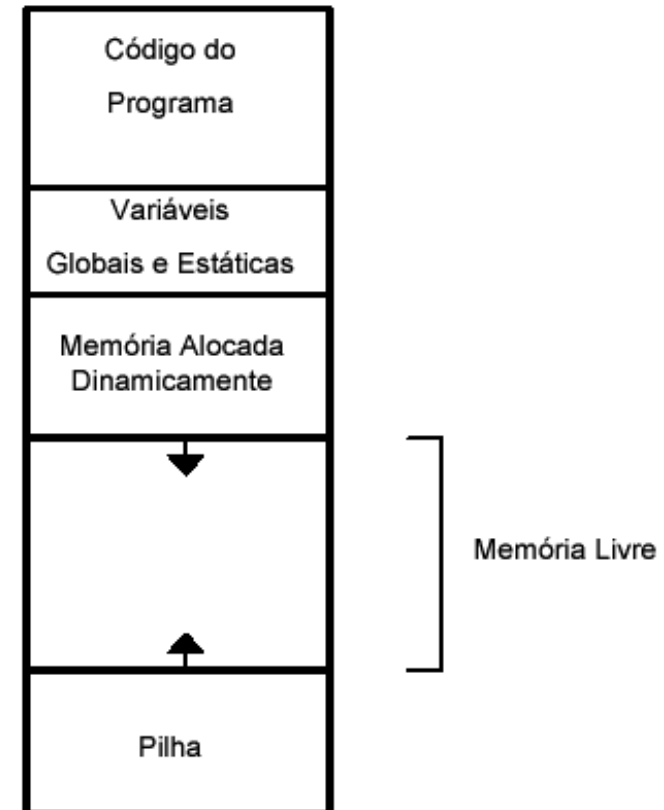 Código do
Programa
Variáveis
Globais e Estáticas
Memória Alocada
Dinamicamente
Memória Livre
Pilha